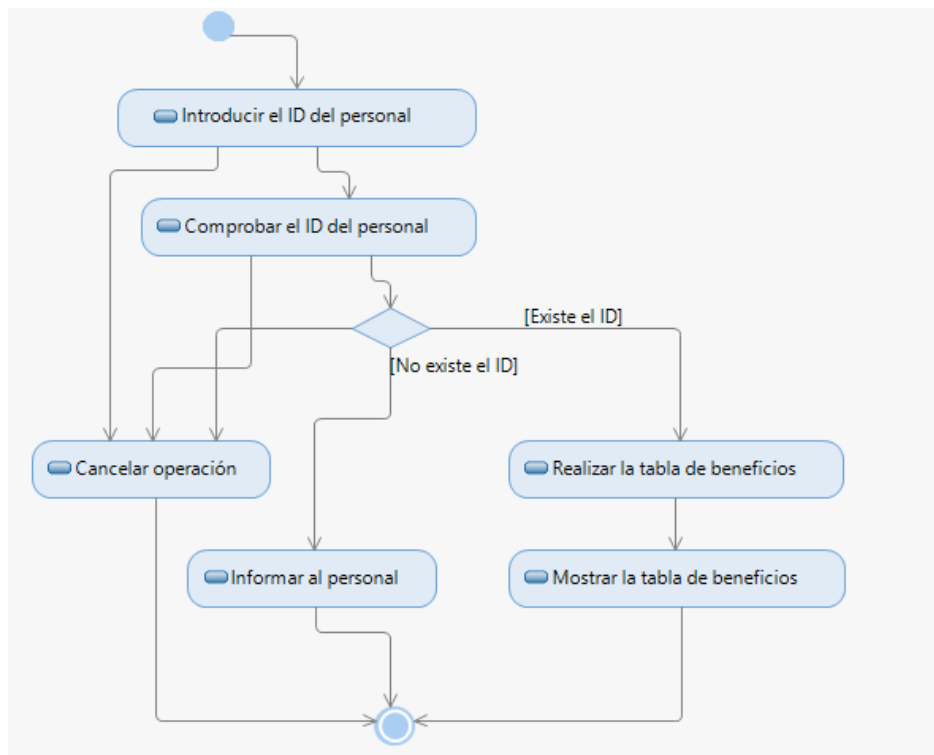 Introducir el ID del personal
Comprobar el ID del personal
[Existe el ID]
[No existe el ID]
Cancelar operación
Realizar la tabla de beneficios
Informar al personal
Mostrar la tabla de beneficios